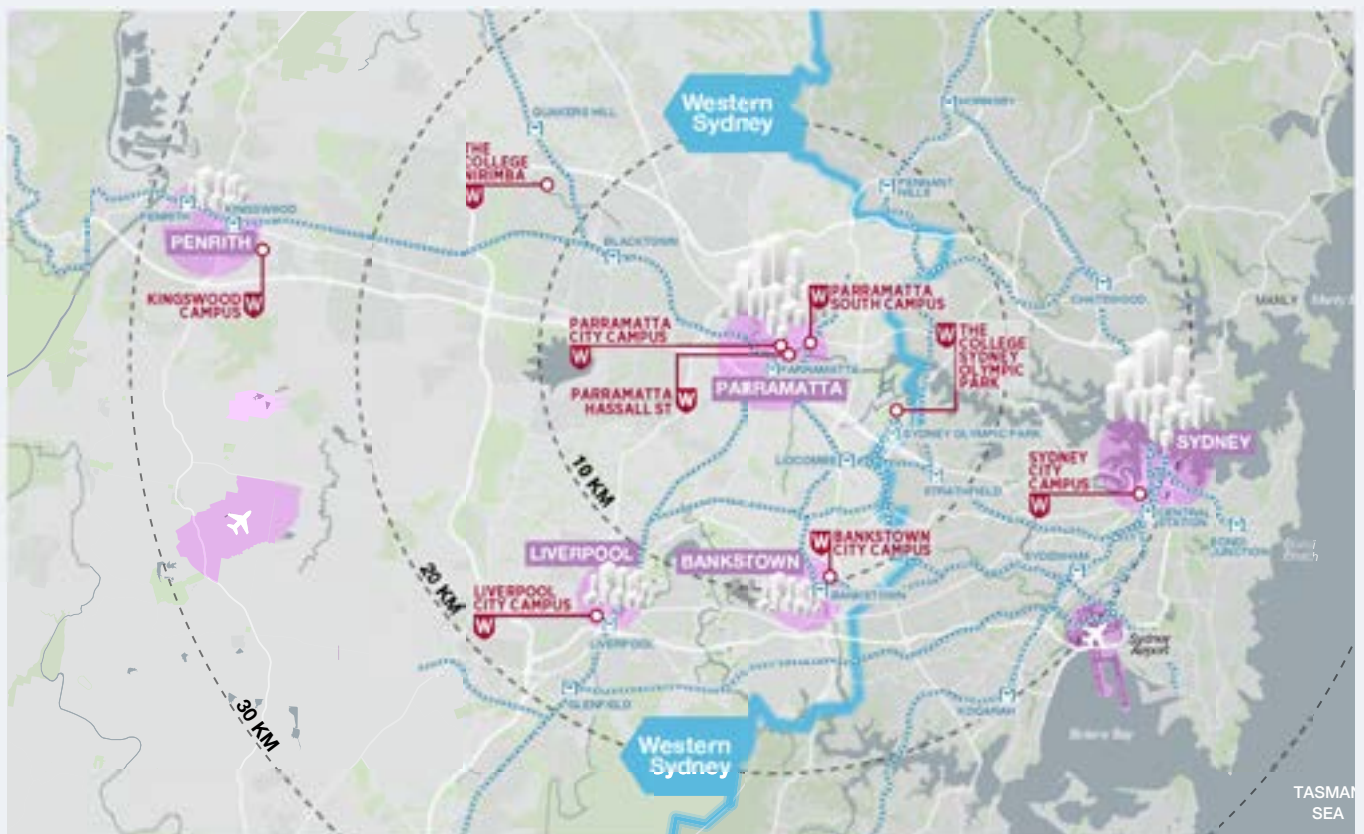 Western
Sydney
QUAKERS HILL
HORNSBY
THE
COLLEGE
NIRIMBA
W
PENNANT
HILLS
PENRITH
KINGSWOOD
PENRITH
BLACKTOWN
KINGSWOOD
CAMPUS
W
CHATSWOOD
MANLY
W
PARRAMATTA
SOUTH CAMPUS
PARRAMATTA
CITY CAMPUS
W
W
THE
COLLEGE
SYDNEY
OLYMPIC
PARK
PARRAMATTA
PARRAMATTA
PARRAMATTA
HASSALL ST
W
SYDNEY OLYMPIC PARK
SYDNEY
LIDCOMBE
SYDNEY
CITY
CAMPUS
W
10 KM
STRATHFIELD
CENTRAL
STATION
BONDI
JUNCTION
W
BANKSTOWN
CITY CAMPUS
LIVERPOOL
BANKSTOWN
SYDENHAM
20 KM
LIVERPOOL
CITY CAMPUS
W
BANKSTOWN
LIVERPOOL
Sydney
Airport
GLENFIELD
KOGARAH
30 KM
Botany Bay
Western
Sydney
TASMAN
SEA